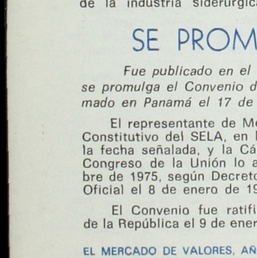 de la industria siderúrgica
SE PROM
Fue publicado en el
se promulga el Convenio d
mado en Panamá el 17 de
El representante de Me
Constitutivo del SELA, en l
la fecha señalada, y la Cá
Congreso de la Unión lo a
bre de 1975, según Decreto
Oficial el 8 de enero de 19
El Convenio fue ratifi
de la República el 9 de ener
EL MERCADO DE VALORES, AÑ